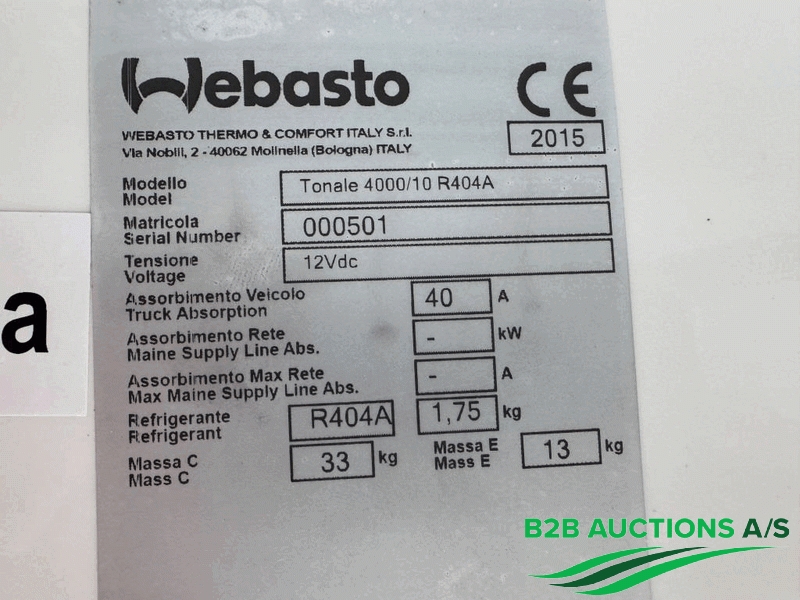 Webasto
CE
WEBASTO THERMO & COMFORT ITALY S.r.l.
Via Nobili, 2 - 40062 Molinella (Bologna) ITALY
2015
Modello
Model
Tonale 4000/10 R404A
Matricola
Serial Number
000501
Tensione
Voltage
12Vdc
Assorbimento Veicolo
Truck Absorption
40 A
Assorbimento Rete
Maine Supply Line Abs.
- kW
Assorbimento Max Rete
Max Maine Supply Line Abs.
- A
Refrigerante
Refrigerant
R404A 1,75 kg
Massa C
Mass C
33 kg
Massa E
Mass E
13 kg
a
B2B AUCTIONS A/S